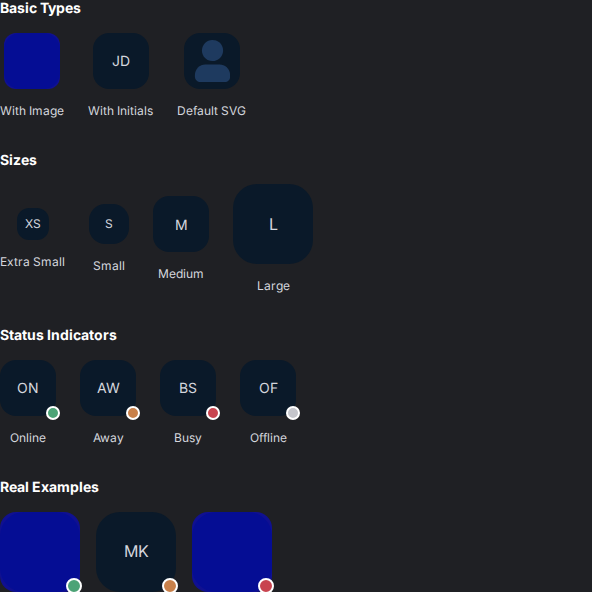 Basic Types
JD
With Image With Initials Default SVG
Sizes
XS S M L
Extra Small Small Medium Large
Status Indicators
ON AW BS OF
Online Away Busy Offline
Real Examples
MK